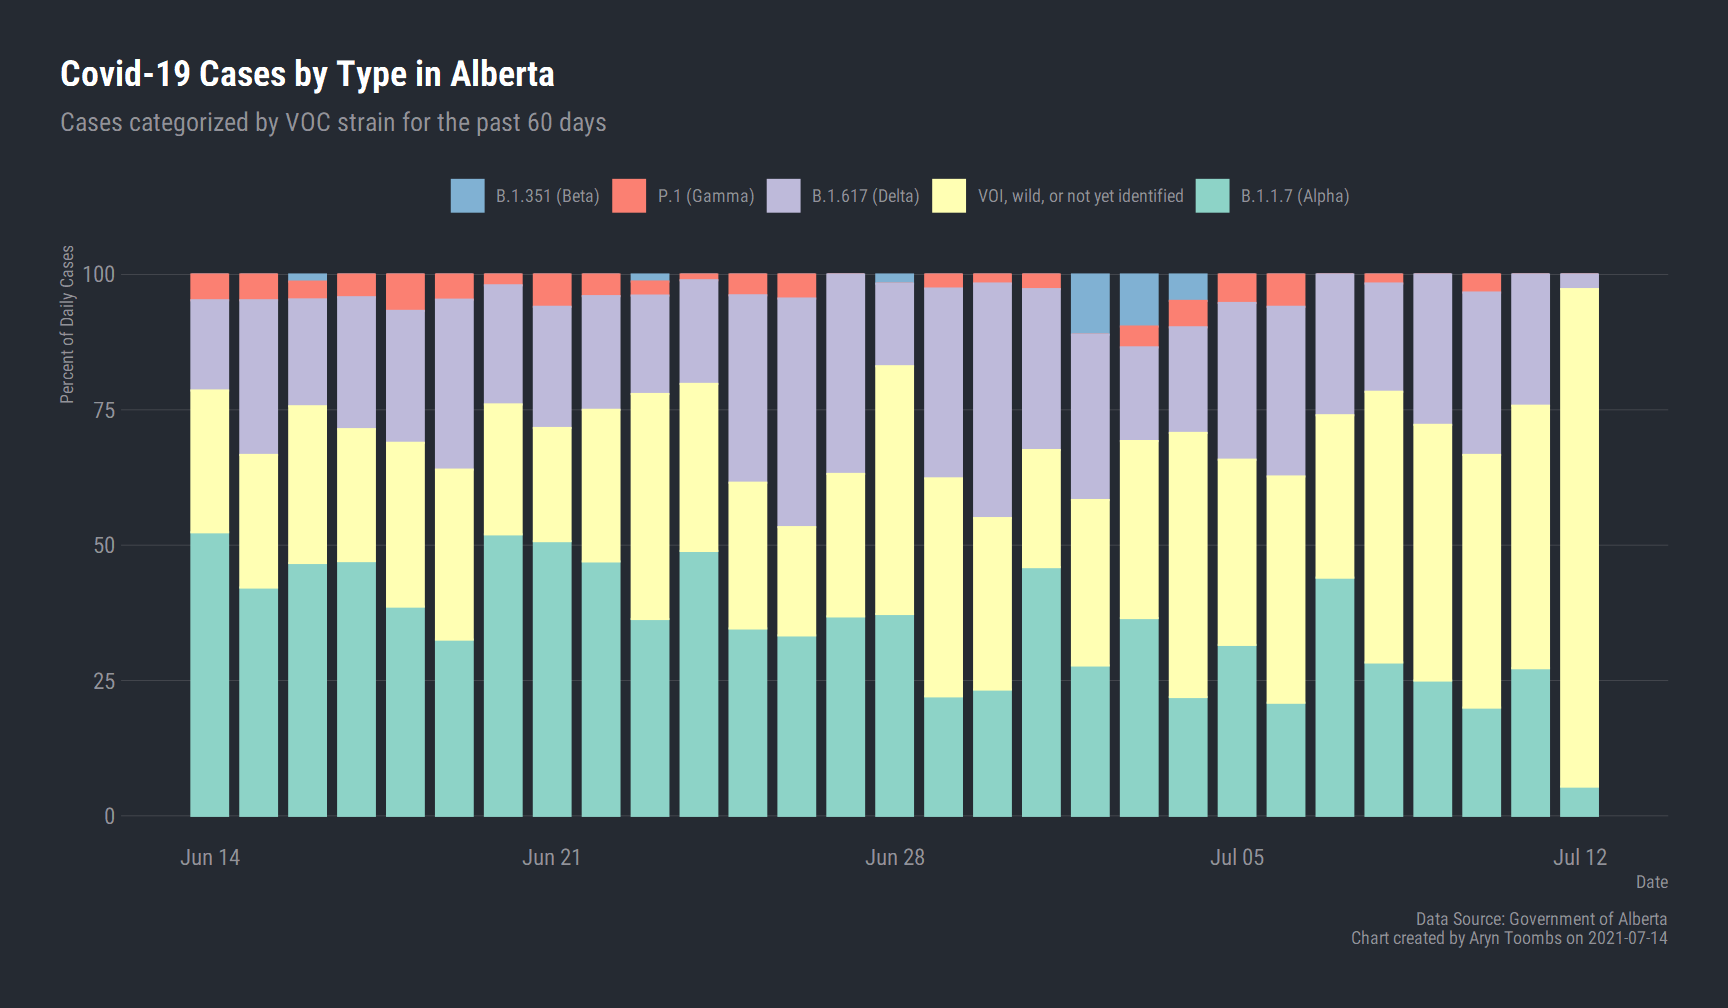 Covid-19 Cases by Type in Alberta
Cases categorized by VOC strain for the past 60 days
B.1.351 (Beta) P.1 (Gamma) B.1.617 (Delta) VOI, wild, or not yet identified B.1.1.7 (Alpha)
Percent of Daily Cases
100
75
50
25
0
Jun 14 Jun 21 Jun 28 Jul 05 Jul 12
Date
Data Source: Government of Alberta
Chart created by Aryn Toombs on 2021-07-14